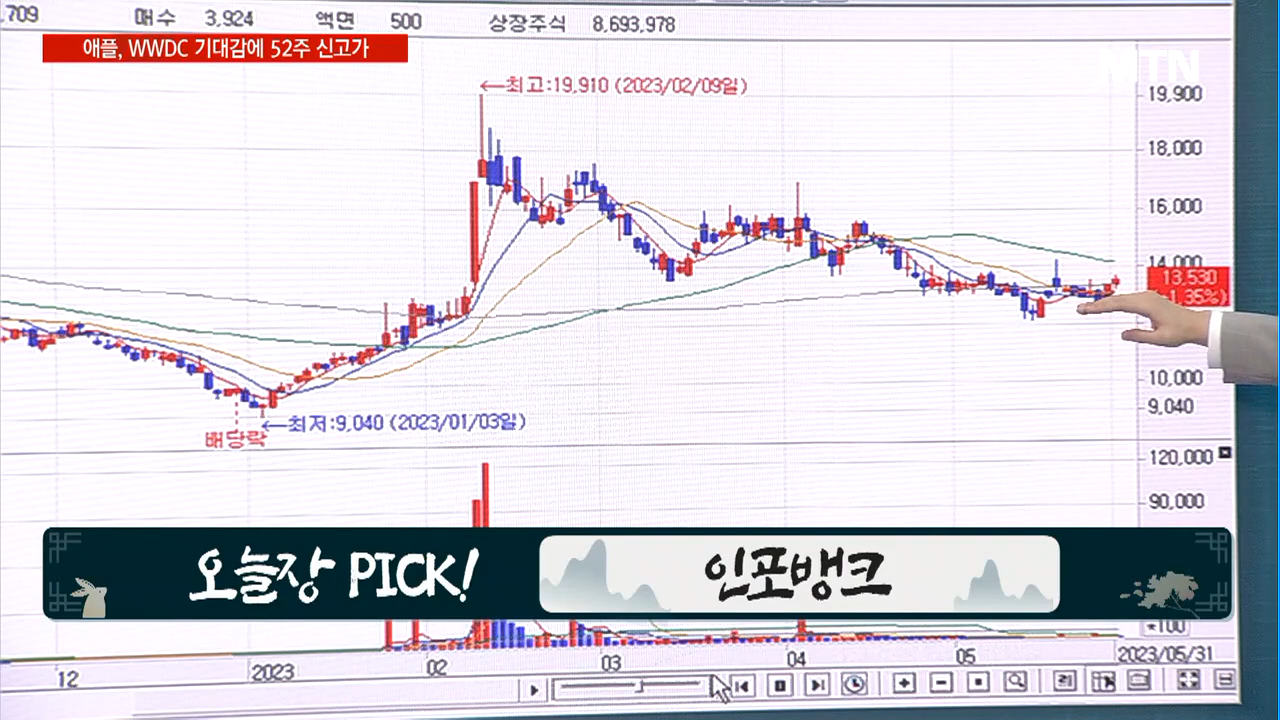 ,709 매수 3,924 액면 500 상장주식 8,693,978
애플, WWDC 기대감에 52주 신고가
MTN
←최고:19,910 (2023/02/09일)
19,900
18,000
16,000
14,000
13,530
1.35%)
10,000
9,040
←최저:9,040 (2023/01/03일)
배당락
120,000
90,000
오늘장 PICK!
인포뱅크
*100
12 2023 02 03 04 05 2023/05/31